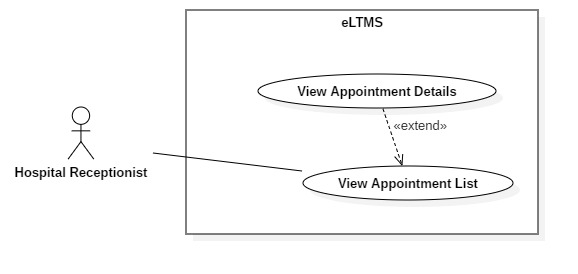 eLTMS
View Appointment Details
«extend»
Hospital Receptionist
View Appointment List